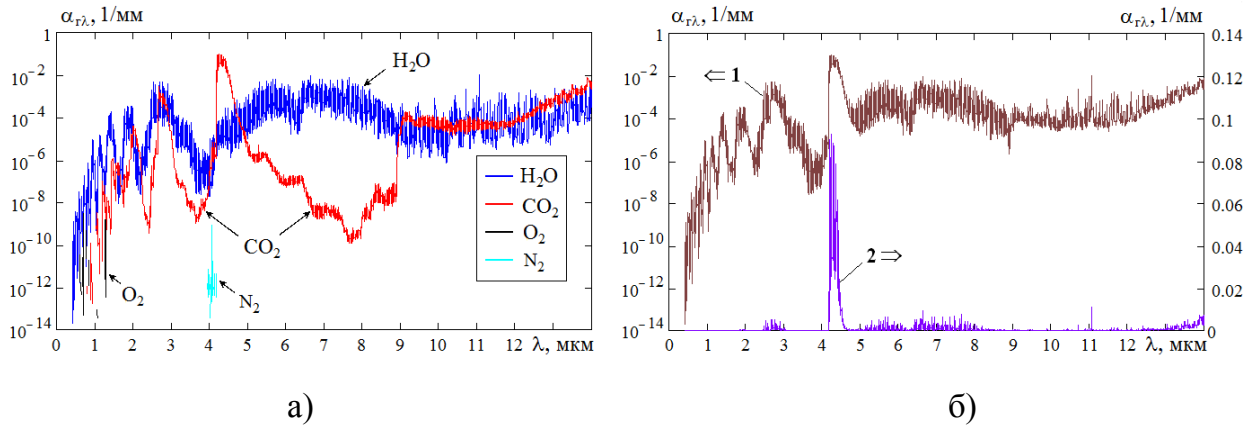 α_гλ, 1/мм
1
10⁻²
10⁻⁴
10⁻⁶
10⁻⁸
10⁻¹⁰
10⁻¹²
10⁻¹⁴
H₂O
CO₂
O₂
N₂
H₂O
CO₂
O₂
N₂
0 1 2 3 4 5 6 7 8 9 10 11 12 λ, мкм
а)
α_гλ, 1/мм α_гλ, 1/мм
1 0.14
10⁻² 0.12
10⁻⁴ 0.1
10⁻⁶ 0.08
10⁻⁸ 0.06
10⁻¹⁰ 0.04
10⁻¹² 0.02
10⁻¹⁴ 0
⇐ 1
2 ⇒
0 1 2 3 4 5 6 7 8 9 10 11 12 λ, мкм
б)